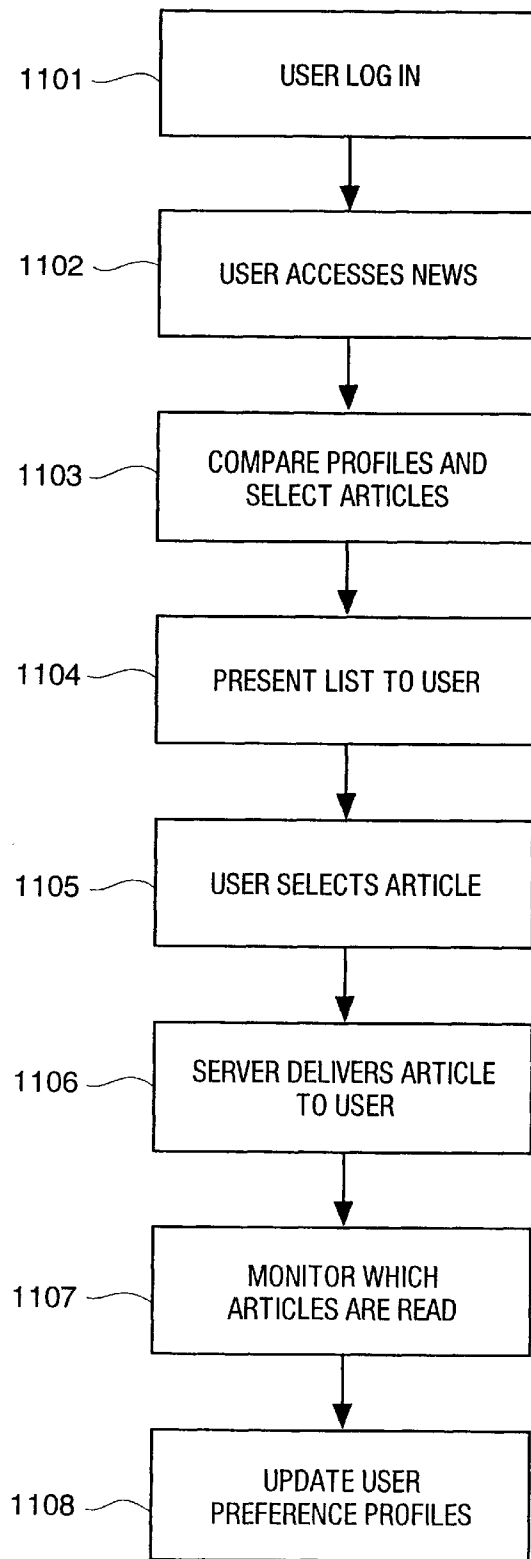 1101
USER LOG IN
1102
USER ACCESSES NEWS
1103
COMPARE PROFILES AND
SELECT ARTICLES
1104
PRESENT LIST TO USER
1105
USER SELECTS ARTICLE
1106
SERVER DELIVERS ARTICLE
TO USER
1107
MONITOR WHICH
ARTICLES ARE READ
1108
UPDATE USER
PREFERENCE PROFILES